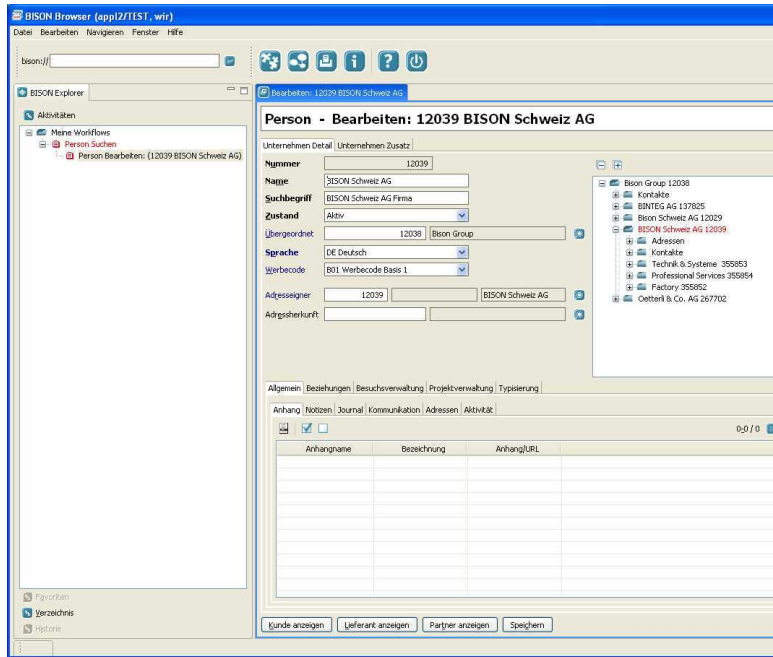 BISON Browser (appl2/TEST, wir)
Datei Bearbeiten Navigieren Fenster Hilfe
bison://
BISON Explorer
Aktivitäten
Meine Workflows
Person Suchen
Person Bearbeiten: (12039 BISON Schweiz AG)
Favoriten
Verzeichnis
Historie
Bearbeiten: 12039 BISON Schweiz AG
Person - Bearbeiten: 12039 BISON Schweiz AG
Unternehmen Detail Unternehmen Zusatz
Nummer 12039
Name BISON Schweiz AG
Suchbegriff BISON Schweiz AG Firma
Zustand Aktiv
Übergeordnet 12038 Bison Group
Sprache DE Deutsch
Werbecode B01 Werbecode Basis 1
Adresseigner 12039 BISON Schweiz AG
Adressherkunft
Bison Group 12038
Kontakte
BINTEG AG 137825
Bison Schweiz AG 12029
BISON Schweiz AG 12039
Adressen
Kontakte
Technik & Systeme 355853
Professional Services 355854
Factory 355852
Oetterli & Co. AG 267702
Allgemein Beziehungen Besuchsverwaltung Projektverwaltung Typisierung
Anhang Notizen Journal Kommunikation Adressen Aktivität
0-0 / 0
Anhangname Bezeichnung Anhang/URL
Kunde anzeigen Lieferant anzeigen Partner anzeigen Speichern